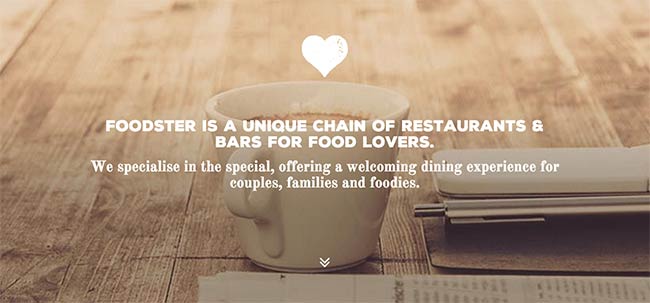 FOODSTER IS A UNIQUE CHAIN OF RESTAURANTS &
BARS FOR FOOD LOVERS.
We specialise in the special, offering a welcoming dining experience for
couples, families and foodies.